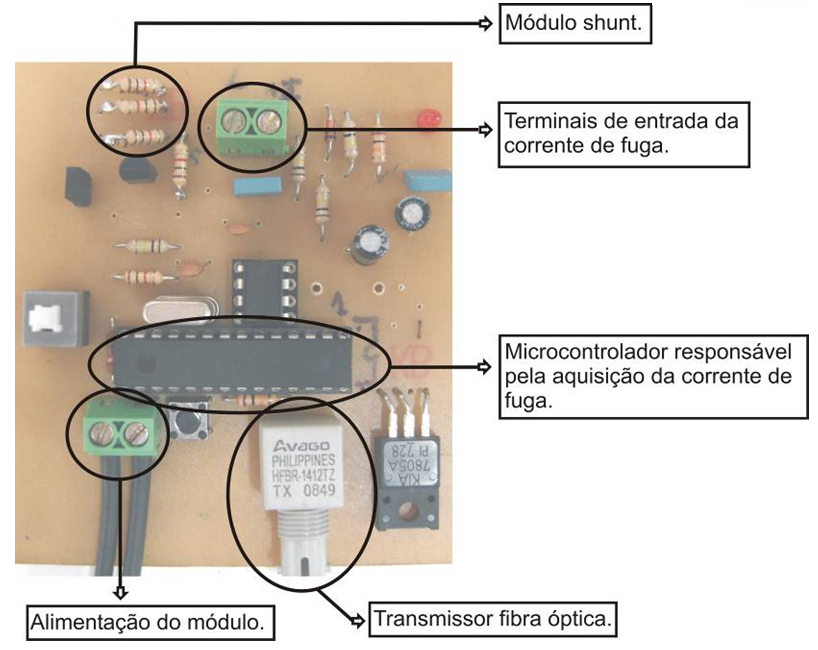 Módulo shunt.
Terminais de entrada da
corrente de fuga.
Microcontrolador responsável
pela aquisição da corrente de
fuga.
AVAGO
PHILIPPINES
HFBR-1412TZ
TX 0849
KIA
7805A
PI 728
Alimentação do módulo.
Transmissor fibra óptica.